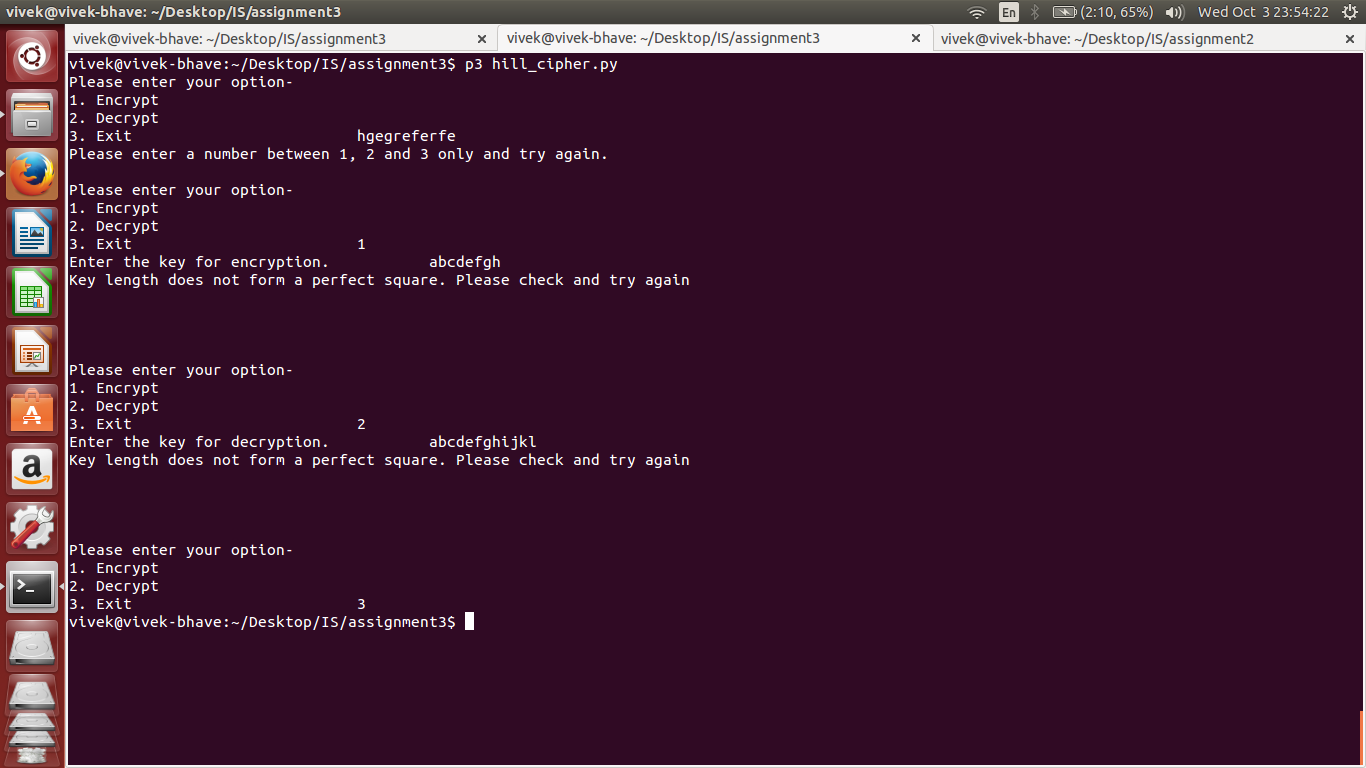 vivek@vivek-bhave: ~/Desktop/IS/assignment3
En
(2:10, 65%)
Wed Oct 3 23:54:22
vivek@vivek-bhave: ~/Desktop/IS/assignment3 ×
vivek@vivek-bhave: ~/Desktop/IS/assignment3 ×
vivek@vivek-bhave: ~/Desktop/IS/assignment2 ×
vivek@vivek-bhave:~/Desktop/IS/assignment3$ p3 hill_cipher.py
Please enter your option-
1. Encrypt
2. Decrypt
3. Exit                         hgegreferfe
Please enter a number between 1, 2 and 3 only and try again.

Please enter your option-
1. Encrypt
2. Decrypt
3. Exit                         1
Enter the key for encryption.           abcdefgh
Key length does not form a perfect square. Please check and try again

Please enter your option-
1. Encrypt
2. Decrypt
3. Exit                         2
Enter the key for decryption.           abcdefghijkl
Key length does not form a perfect square. Please check and try again

Please enter your option-
1. Encrypt
2. Decrypt
3. Exit                         3
vivek@vivek-bhave:~/Desktop/IS/assignment3$